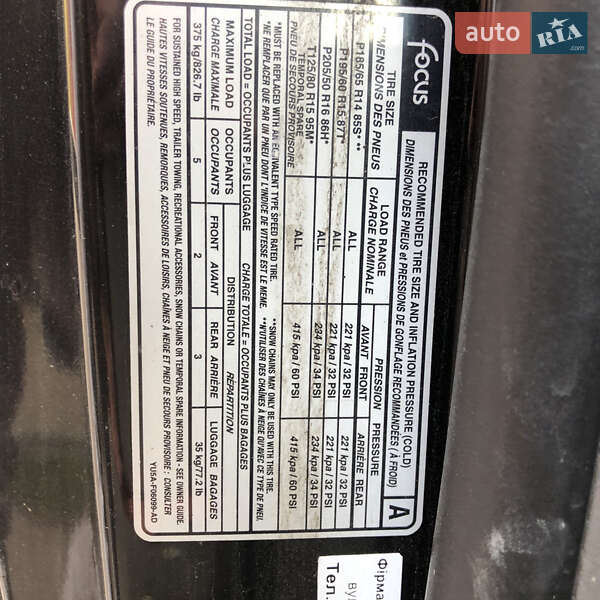 auto RIA.com
FOCUS
RECOMMENDED TIRE SIZE AND INFLATION PRESSURE (COLD)
DIMENSIONS DES PNEUS et PRESSIONS DE GONFLAGE RECOMMANDÉES (À FROID)
A
TIRE SIZE
DIMENSIONS DES PNEUS
LOAD RANGE
CHARGE NOMINALE
PRESSION PRESSURE
AVANT FRONT
ARRIÈRE REAR
P185/65 R14 85S* ** ALL 221 kpa / 32 PSI 221 kpa / 32 PSI
P195/60 R15 87T* ALL 221 kpa / 32 PSI 221 kpa / 32 PSI
P205/50 R16 86H* ALL 234 kpa / 34 PSI 234 kpa / 34 PSI
T125/80 R15 95M* ALL 415 kpa / 60 PSI 415 kpa / 60 PSI
TEMPORAL SPARE
PNEU DE SECOURS PROVISOIRE
*MUST BE REPLACED WITH AN EQUIVALENT TYPE SPEED RATED TIRE.
*NE REMPLACER QUE PAR UN PNEU DONT L'INDICE DE VITESSE EST LE MEME.
**SNOW CHAINS MAY ONLY BE USED WITH THIS TIRE.
**N'UTILISER DES CHAÎNES À NEIGE QU'AVEC CE TYPE DE PNEU.
TOTAL LOAD = OCCUPANTS PLUS LUGGAGE
CHARGE TOTALE = OCCUPANTS PLUS BAGAGES
MAXIMUM LOAD
CHARGE MAXIMALE
OCCUPANTS
OCCUPANTS
DISTRIBUTION RÉPARTITION
FRONT AVANT
REAR ARRIÈRE
LUGGAGE BAGAGES
375 kg/826.7 lb 5 2 3 35 kg/77.2 lb
FOR SUSTAINED HIGH SPEED, TRAILER TOWING, RECREATIONAL ACCESSORIES, SNOW CHAINS OR TEMPORAL SPARE INFORMATION - SEE OWNER GUIDE.
HAUTES VITESSES SOUTENUES, REMORQUES, ACCESSOIRES DE LOISIRS, CHAÎNES À NEIGE ET PNEU DE SECOURS PROVISOIRE : CONSULTER
LE GUIDE DU PROPRIÉTAIRE.
YU5A-F06099-AD
Фірма
вул
Тел.